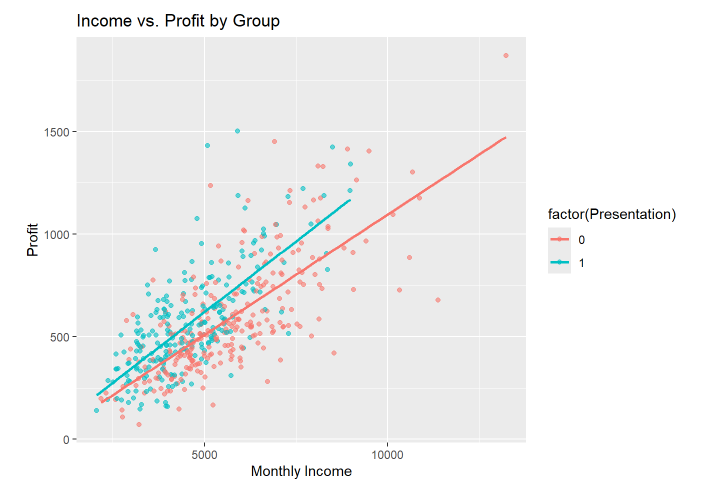 Income vs. Profit by Group
1500
1000
500
0
Profit
5000
10000
Monthly Income
factor(Presentation)
0
1